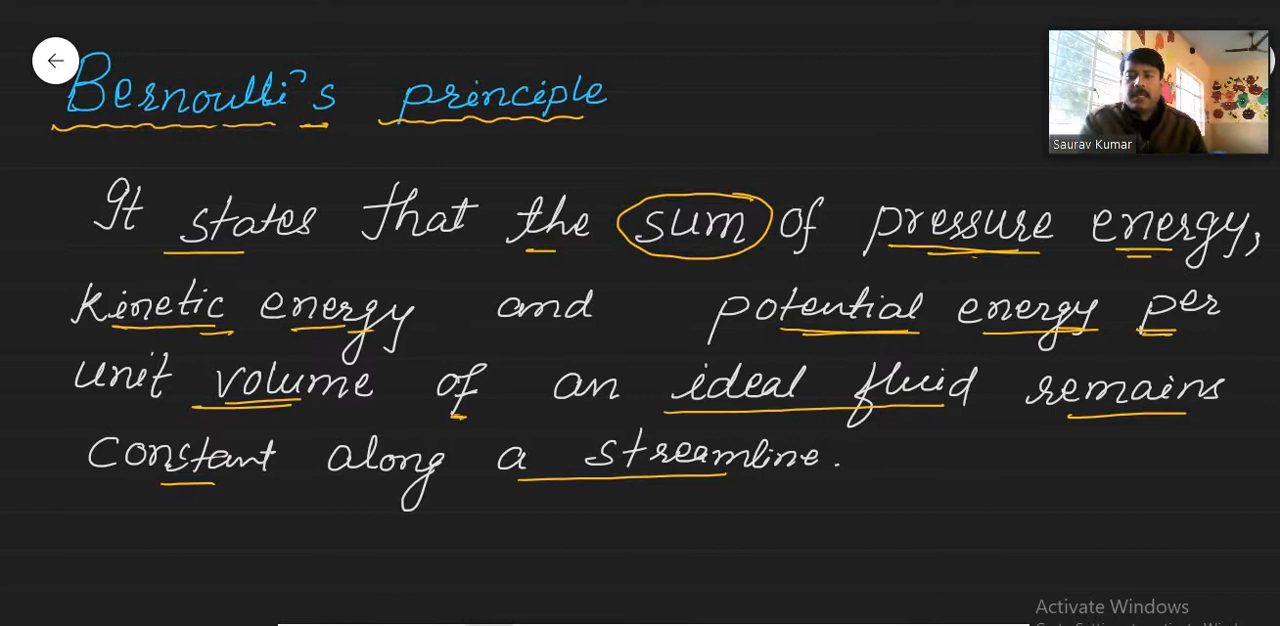 Bernoulli's principle
Saurav Kumar
It states that the sum of pressure energy,
kinetic energy and potential energy per
unit volume of an ideal fluid remains
constant along a streamline.
Activate Windows